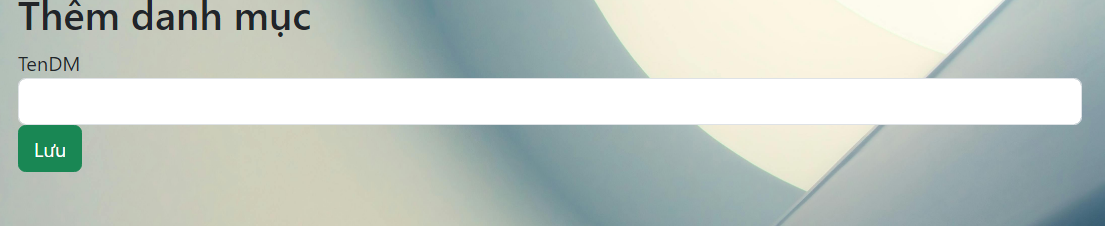 Thêm danh mục
TenDM
Lưu